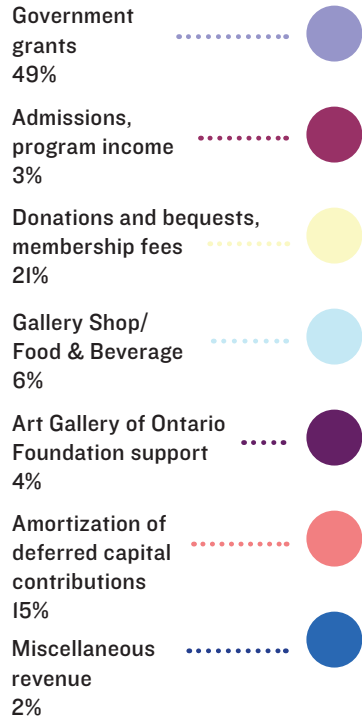 Government
grants
49%
Admissions,
program income
3%
Donations and bequests,
membership fees
21%
Gallery Shop/
Food & Beverage
6%
Art Gallery of Ontario
Foundation support
4%
Amortization of
deferred capital
contributions
15%
Miscellaneous
revenue
2%